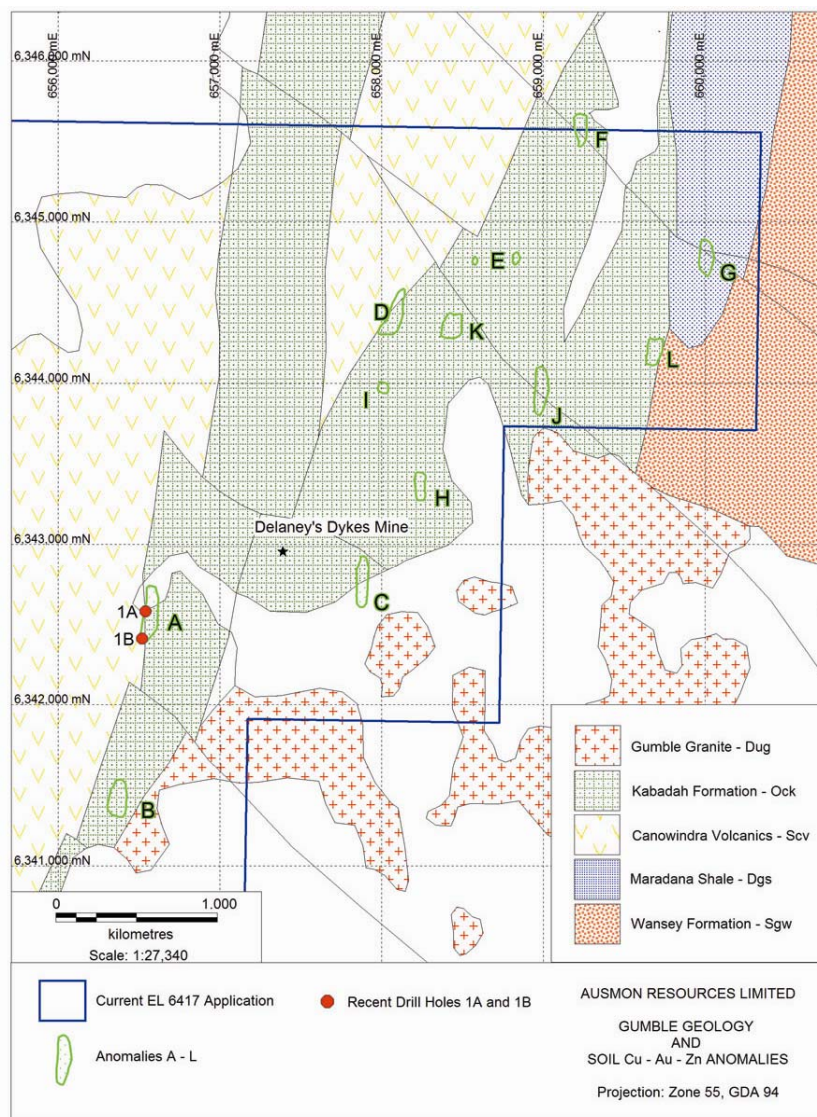 656,000 mE
657,000 mE
658,000 mE
659,000 mE
660,000 mE
6,346,000 mN
F
6,345,000 mN
E
G
D
K
L
6,344,000 mN
I
J
H
6,343,000 mN
Delaney's Dykes Mine
C
1A
A
1B
6,342,000 mN
B
6,341,000 mN
Gumble Granite - Dug
Kabadah Formation - Ock
Canowindra Volcanics - Scv
Maradana Shale - Dgs
Wansey Formation - Sgw
0 1.000
kilometres
Scale: 1:27,340
Current EL 6417 Application
Recent Drill Holes 1A and 1B
Anomalies A - L
AUSMON RESOURCES LIMITED
GUMBLE GEOLOGY
AND
SOIL Cu - Au - Zn ANOMALIES
Projection: Zone 55, GDA 94